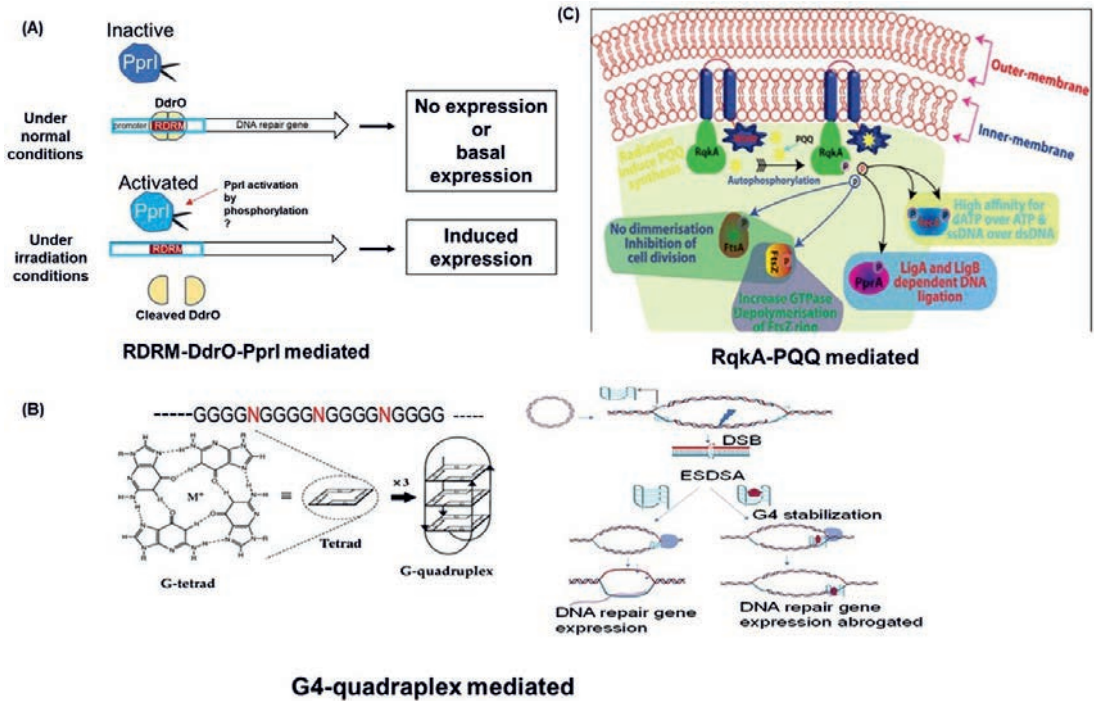 (A)
Inactive
PprI
DdrO
Under
normal
conditions
promoter
RDRM
DNA repair gene
No expression
or
basal
expression
Activated
PprI
PprI activation
by
phosphorylation
?
Under
irradiation
conditions
RDRM
Induced
expression
Cleaved DdrO
RDRM-DdrO-PprI mediated
(C)
Outer-membrane
Inner-membrane
RqkA
PQQ
RqkA
P
P
P
Radiation
induce PQQ
synthesis
Autophosphorylation
No dimmerisation
Inhibition of
cell division
P
FtsA
FtsZ
P
Increase GTPase
Depolymerisation
of FtsZ ring
High affinity for
dATP over ATP &
ssDNA over dsDNA
P
PprA
LigA and LigB
dependent DNA
ligation
RqkA-PQQ mediated
(B)
-----GGGGNGGGGNGGGGNGGGG -----
M+
R
H
N
O
G-tetrad
≡
Tetrad
×3
G-quadruplex
DSB
ESDSA
G4 stabilization
DNA repair gene
expression
DNA repair gene
expression abrogated
G4-quadraplex mediated